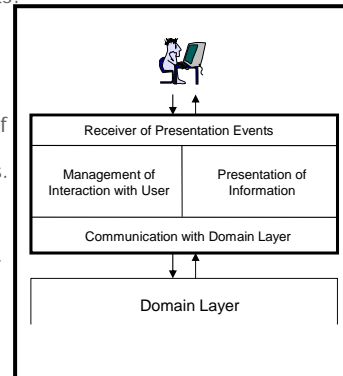 Receiver of Presentation Events
Management of
Interaction with User
Presentation of
Information
Communication with Domain Layer
Domain Layer